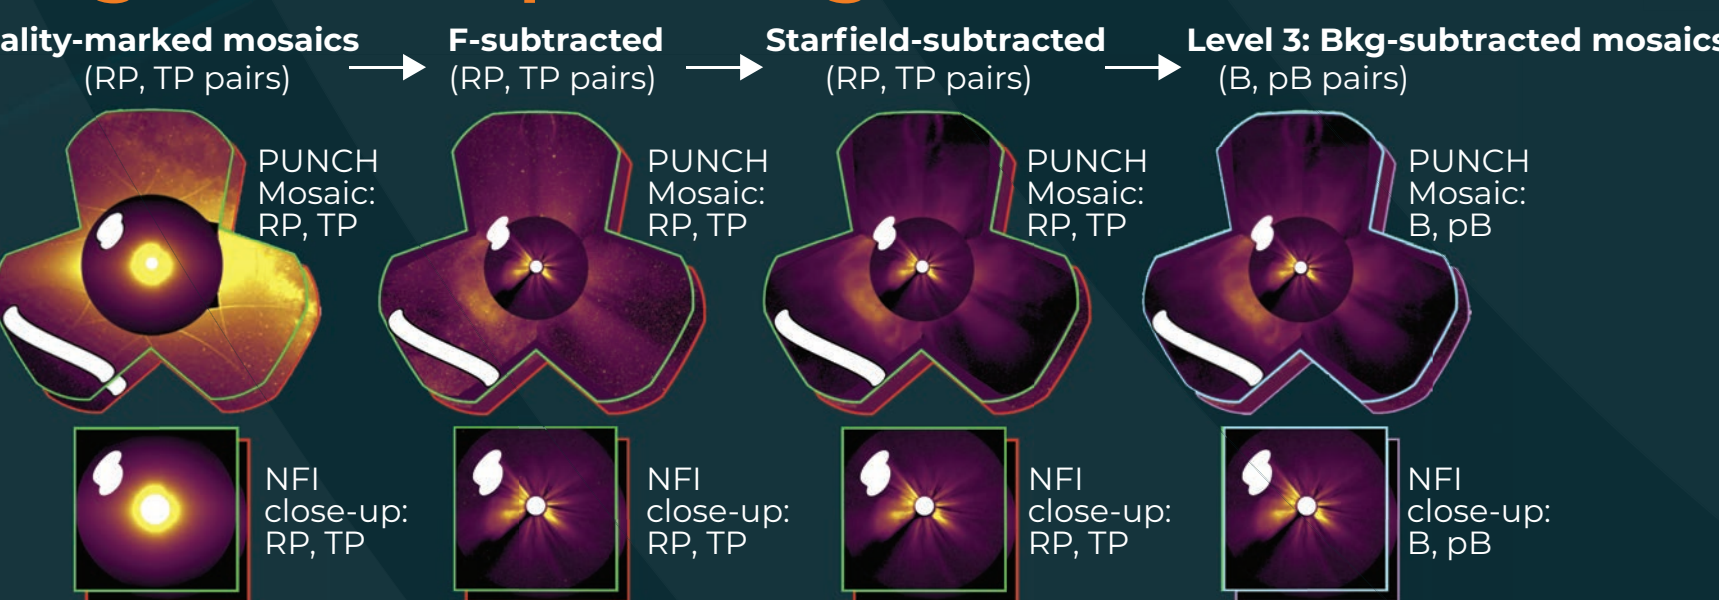 ality-marked mosaics
(RP, TP pairs)
F-subtracted
(RP, TP pairs)
Starfield-subtracted
(RP, TP pairs)
Level 3: Bkg-subtracted mosaics
(B, pB pairs)
PUNCH
Mosaic:
RP, TP
PUNCH
Mosaic:
RP, TP
PUNCH
Mosaic:
RP, TP
PUNCH
Mosaic:
B, pB
NFI
close-up:
RP, TP
NFI
close-up:
RP, TP
NFI
close-up:
RP, TP
NFI
close-up:
B, pB